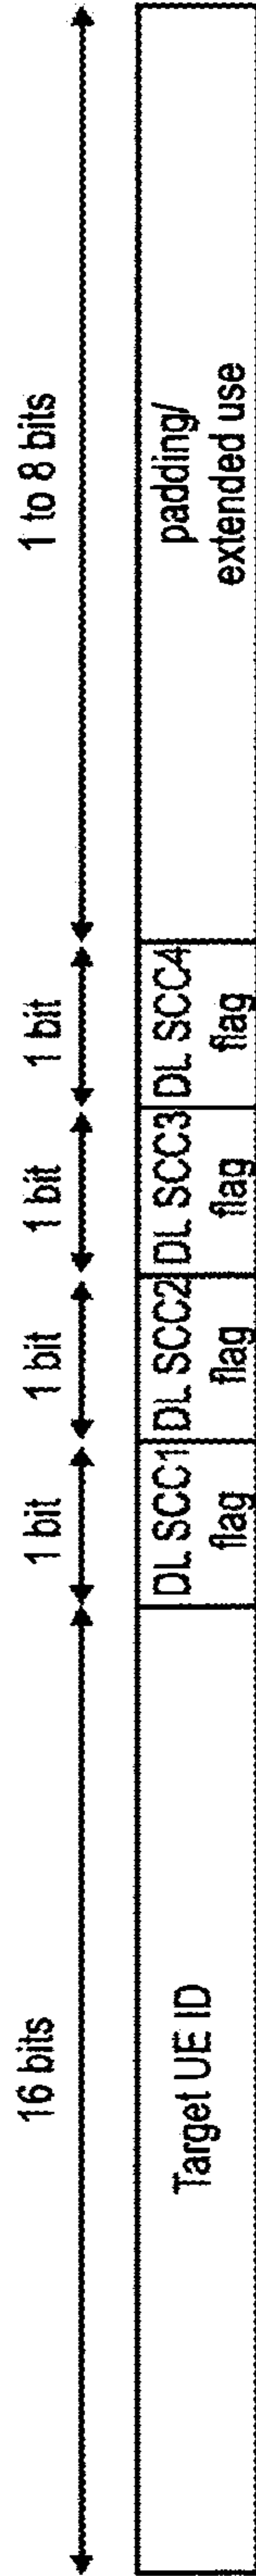 16 bits
1 bit
1 bit
1 bit
1 bit
1 to 8 bits
Target UE ID
DL SCC1
flag
DL SCC2
flag
DL SCC3
flag
DL SCC4
flag
padding/
extended use